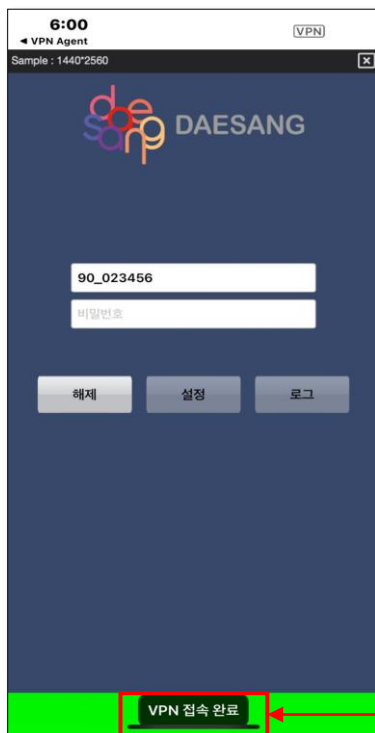 6:00
VPN
◄ VPN Agent
Sample : 1440*2560
daesang DAESANG
90_023456
비밀번호
해제 설정 로그
VPN 접속 완료